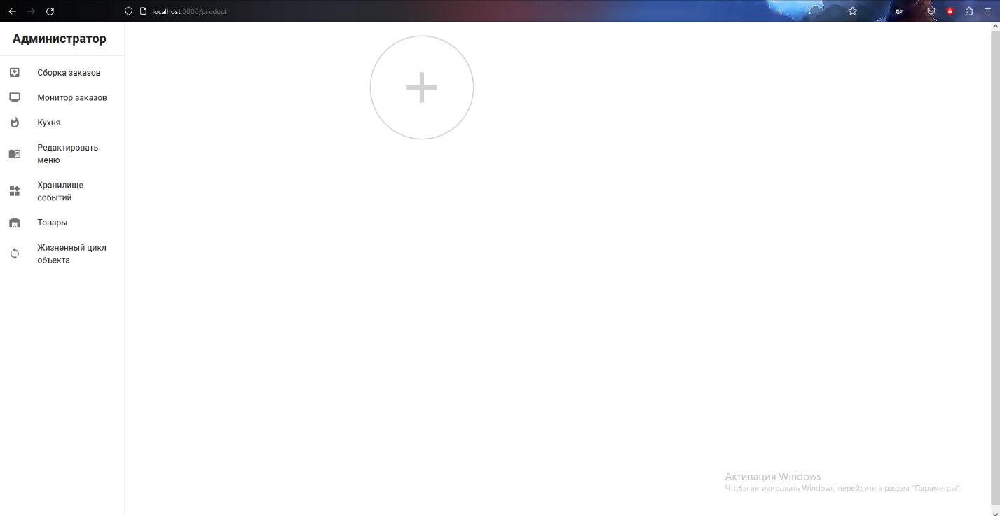 localhost:3000/product
Администратор
Сборка заказов
Монитор заказов
Кухня
Редактировать
меню
Хранилище
событий
Товары
Жизненный цикл
объекта
Активация Windows
Чтобы активировать Windows, перейдите в раздел "Параметры".